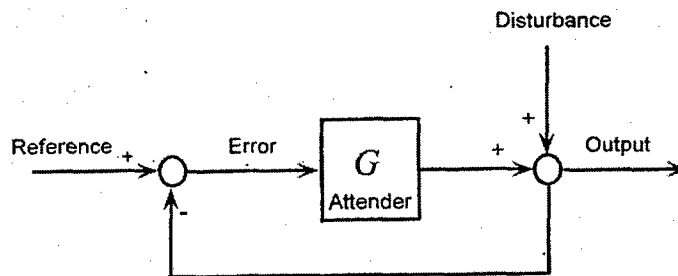 Disturbance
+
Reference
+
Error
G
Attender
+
Output
-